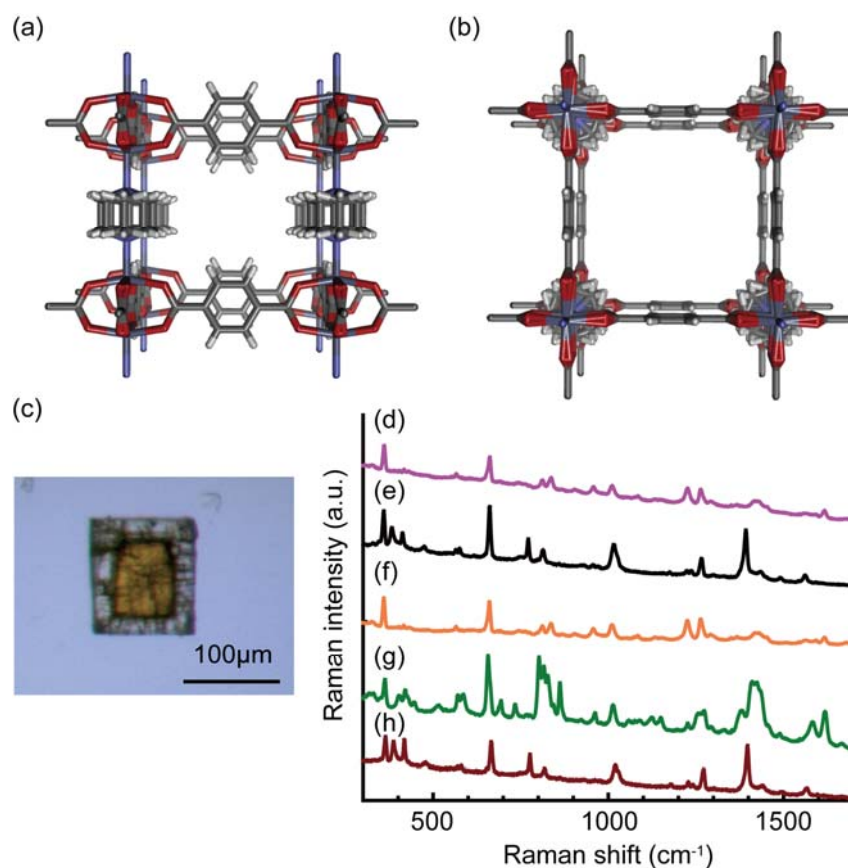 (a)
(b)
(c)
100μm
(d)
(e)
(f)
(g)
(h)
Raman intensity (a.u.)
500
1000
1500
Raman shift (cm⁻¹)